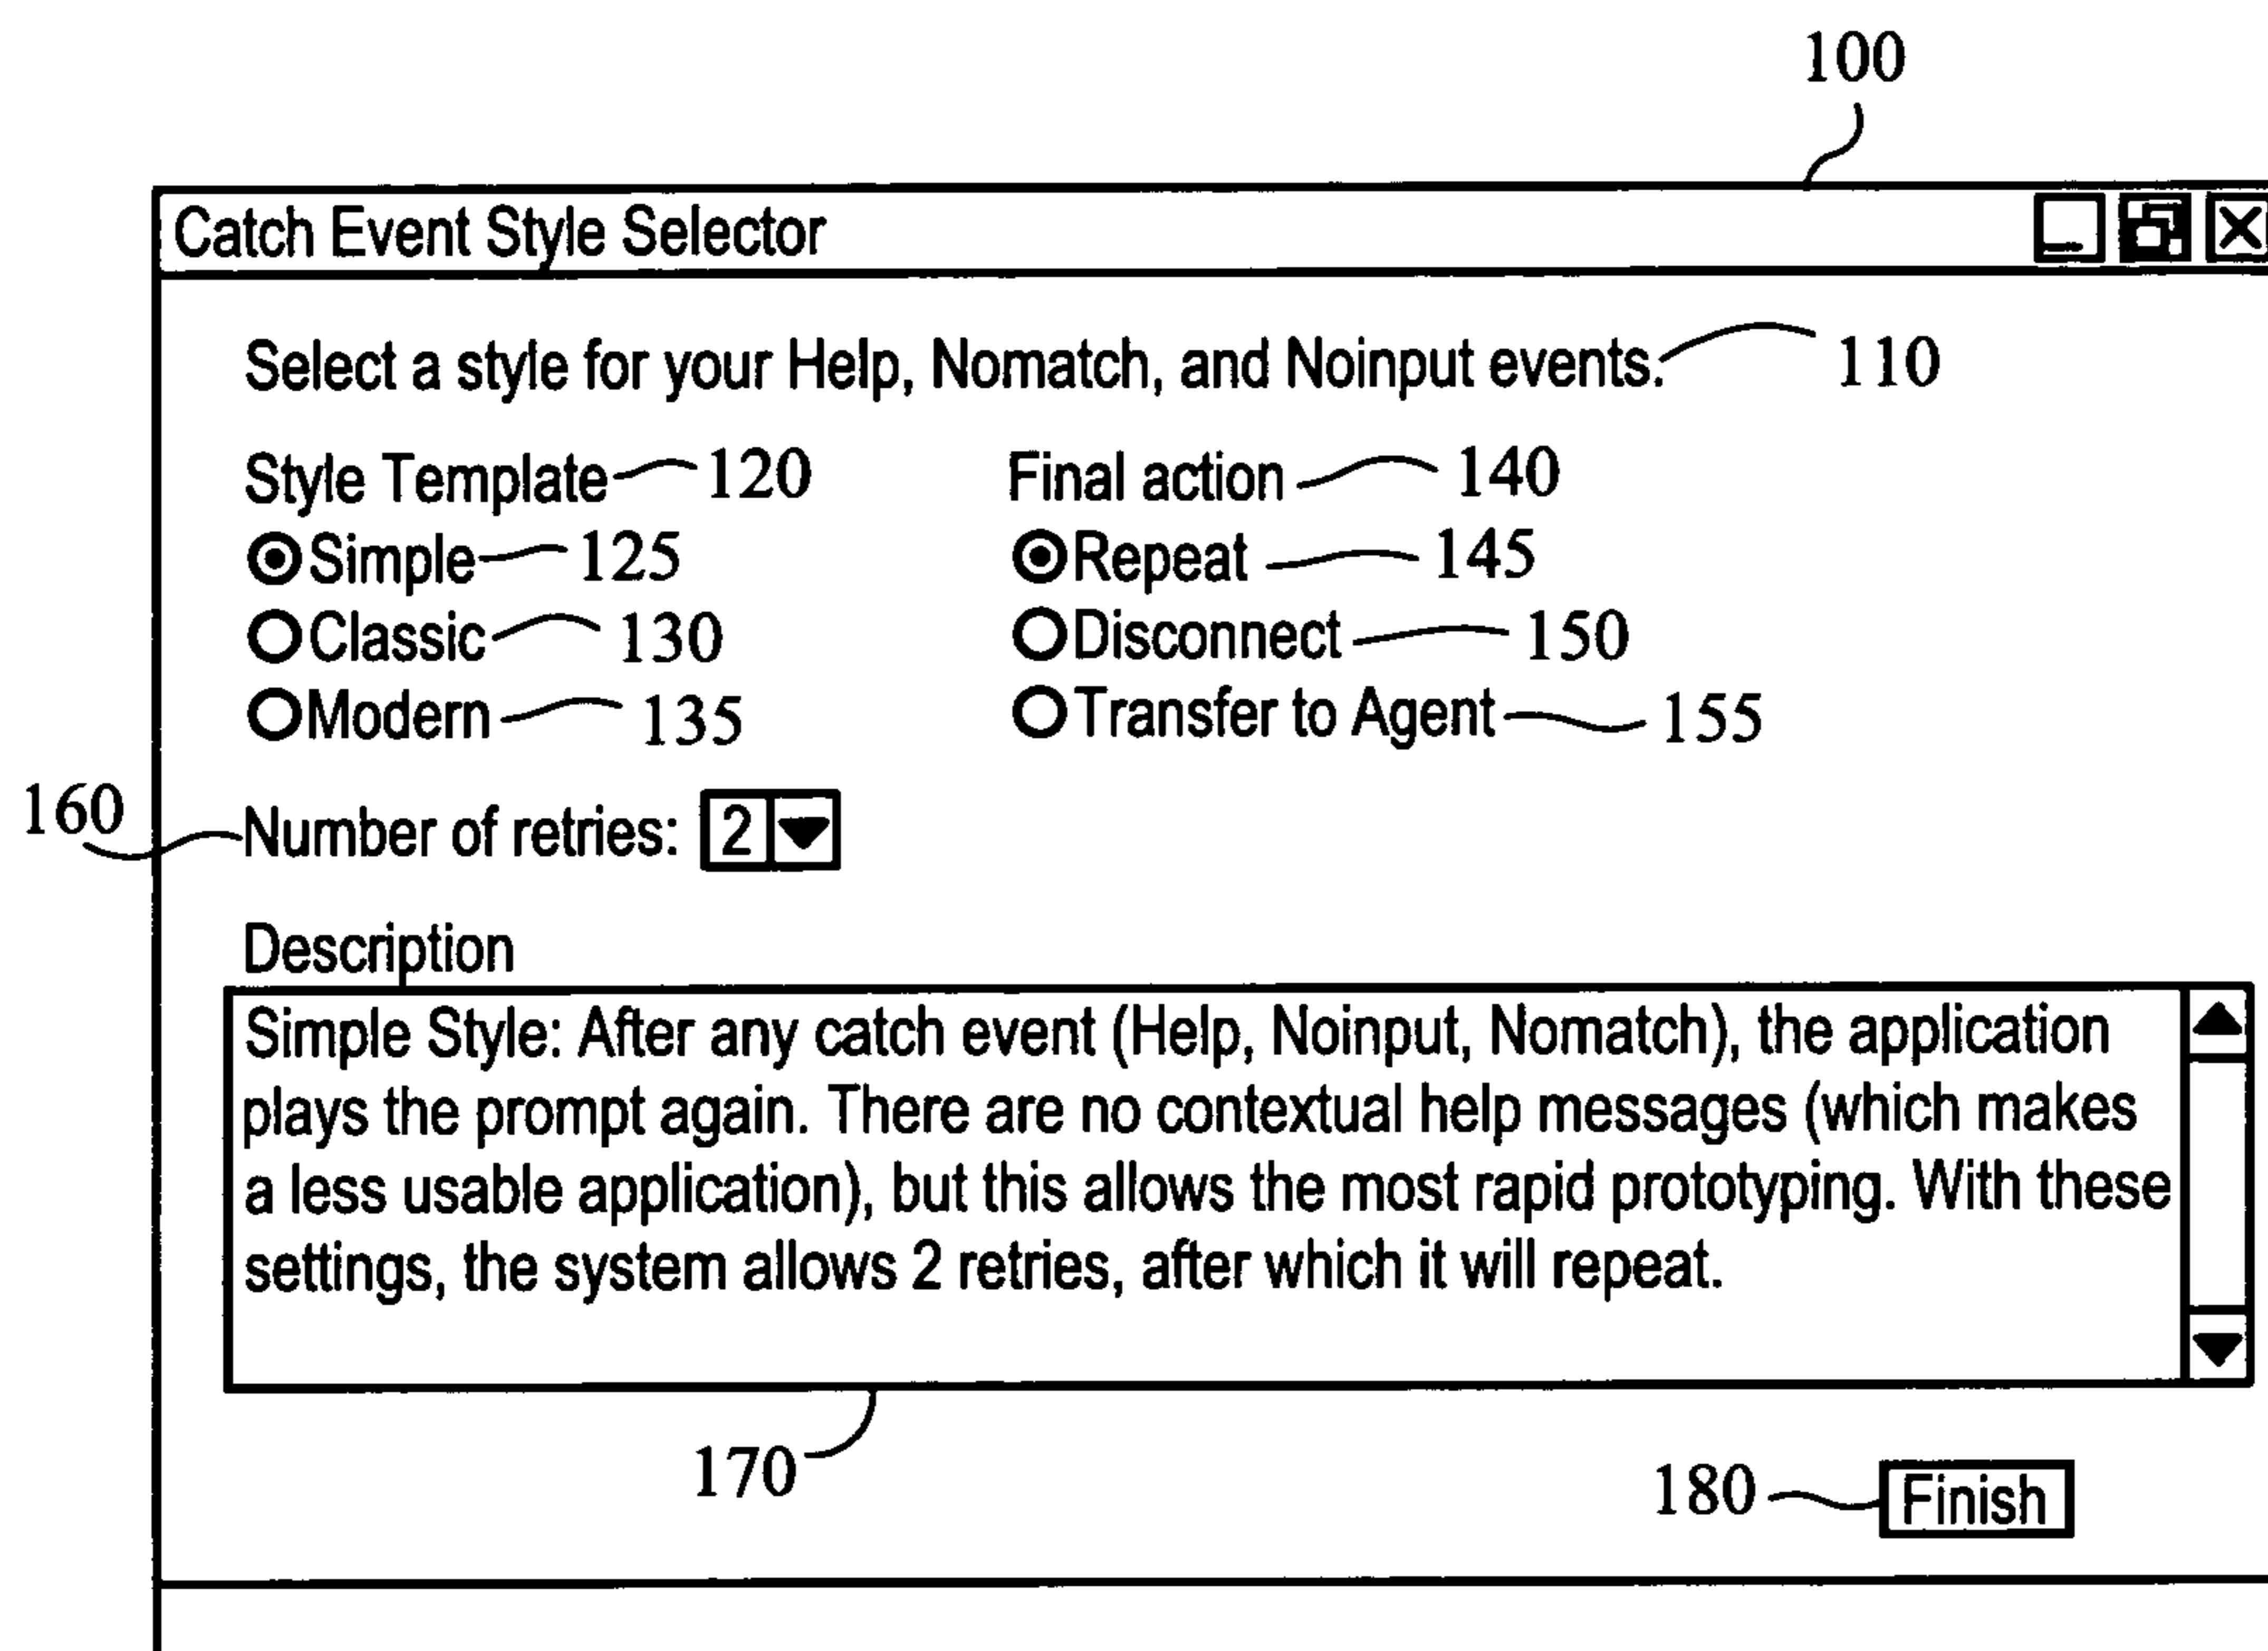 100
Catch Event Style Selector
Select a style for your Help, Nomatch, and Noinput events. 110
Style Template 120 Final action 140
Simple 125 Repeat 145
Classic 130 Disconnect 150
Modern 135 Transfer to Agent 155
160 Number of retries: 2
Description
Simple Style: After any catch event (Help, Noinput, Nomatch), the application
plays the prompt again. There are no contextual help messages (which makes
a less usable application), but this allows the most rapid prototyping. With these
settings, the system allows 2 retries, after which it will repeat.
170
180 Finish